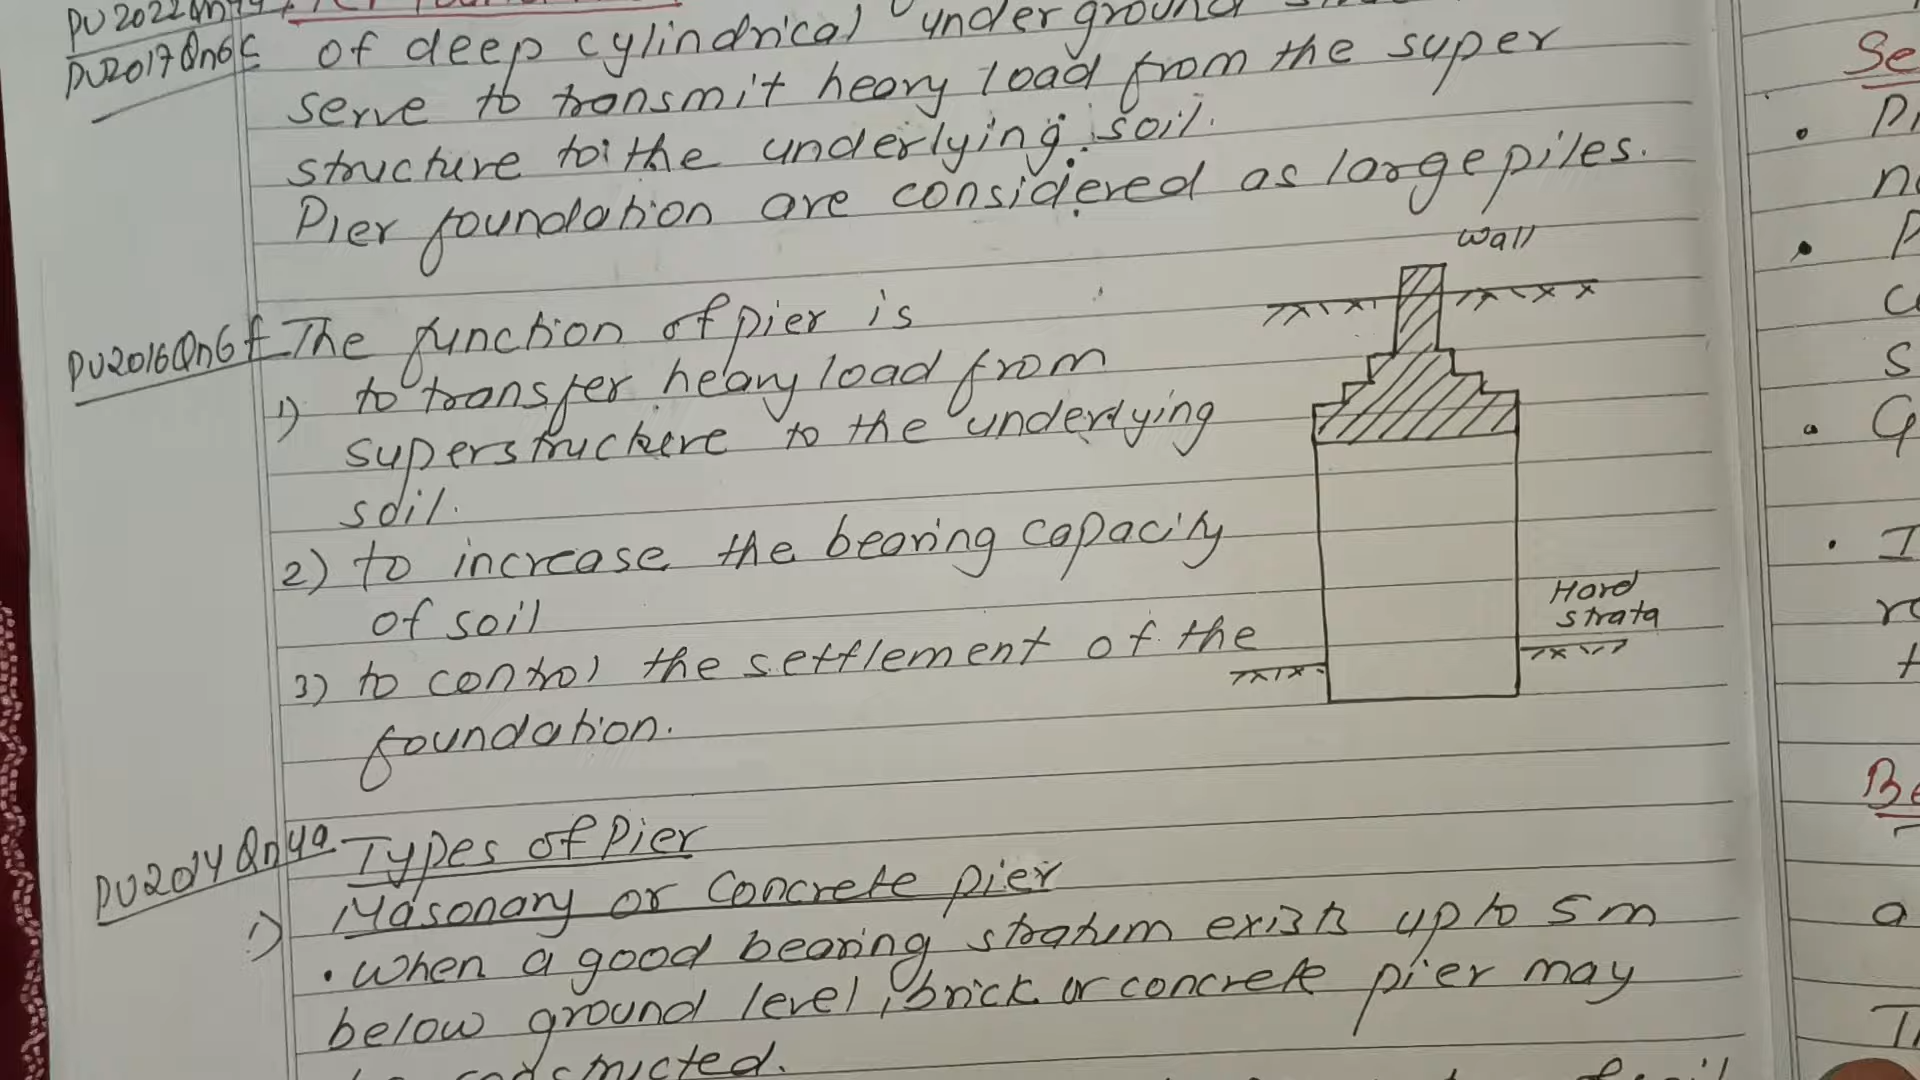 PU2022Qn4a
PU2017Qn6c
of deep cylindrical underground
serve to transmit heavy load from the super
structure to the underlying soil.
Pier foundation are considered as large piles.
Wall
PU2016Qn6f The function of pier is
1) to transfer heavy load from
superstructure to the underlying
soil.
2) to increase the bearing capacity
of soil
Hard
strata
3) to control the settlement of the
foundation.
PU2014Qn4a Types of Pier
1) Masonary or Concrete pier
• When a good bearing stratum exists up to 5m
below ground level, brick or concrete pier may
constructed.
Se
P
C
S
G
I
t
Be
a